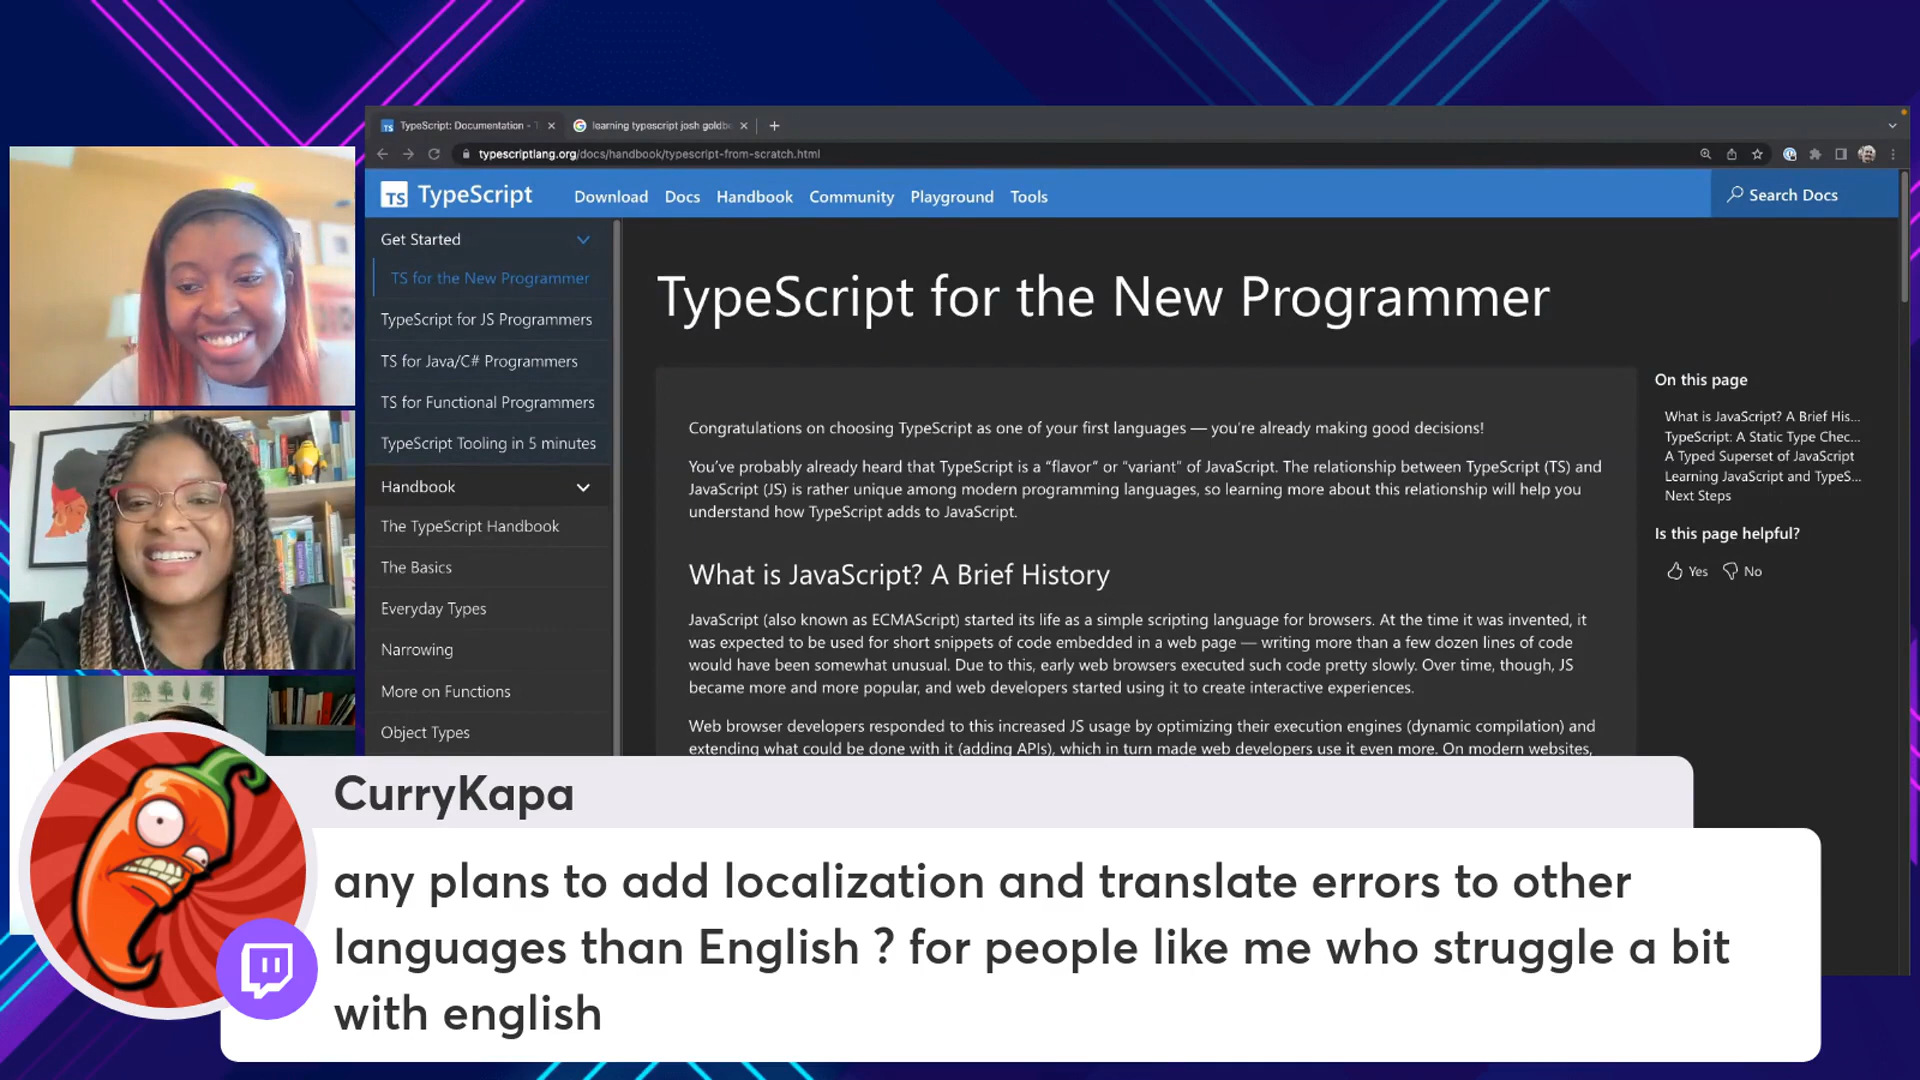 TypeScript: Documentation - T
learning typescript josh goldbe
typescriptlang.org/docs/handbook/typescript-from-scratch.html
TS TypeScript
Download Docs Handbook Community Playground Tools
Search Docs
Get Started
TS for the New Programmer
TypeScript for JS Programmers
TS for Java/C# Programmers
TS for Functional Programmers
TypeScript Tooling in 5 minutes
Handbook
The TypeScript Handbook
The Basics
Everyday Types
Narrowing
More on Functions
Object Types
TypeScript for the New Programmer
Congratulations on choosing TypeScript as one of your first languages — you're already making good decisions!
You've probably already heard that TypeScript is a "flavor" or "variant" of JavaScript. The relationship between TypeScript (TS) and
JavaScript (JS) is rather unique among modern programming languages, so learning more about this relationship will help you
understand how TypeScript adds to JavaScript.
What is JavaScript? A Brief History
JavaScript (also known as ECMAScript) started its life as a simple scripting language for browsers. At the time it was invented, it
was expected to be used for short snippets of code embedded in a web page — writing more than a few dozen lines of code
would have been somewhat unusual. Due to this, early web browsers executed such code pretty slowly. Over time, though, JS
became more and more popular, and web developers started using it to create interactive experiences.
Web browser developers responded to this increased JS usage by optimizing their execution engines (dynamic compilation) and
extending what could be done with it (adding APIs), which in turn made web developers use it even more. On modern websites,
On this page
What is JavaScript? A Brief His...
TypeScript: A Static Type Chec...
A Typed Superset of JavaScript
Learning JavaScript and TypeS...
Next Steps
Is this page helpful?
Yes No
CurryKapa
any plans to add localization and translate errors to other
languages than English ? for people like me who struggle a bit
with english